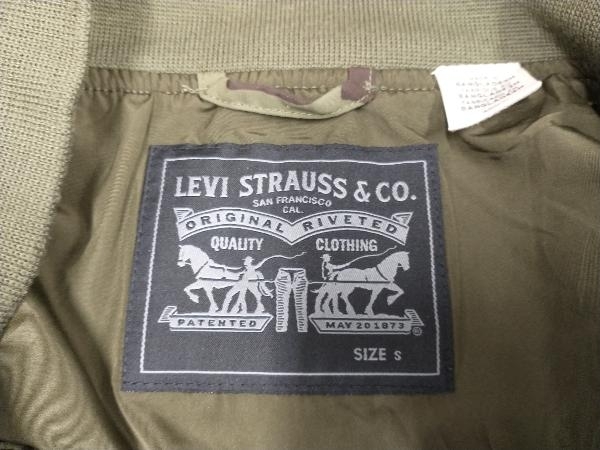 LEVI STRAUSS & CO.
SAN FRANCISCO
CAL.
ORIGINAL RIVETED
QUALITY CLOTHING
PATENTED MAY 20 1873
®
SIZE S